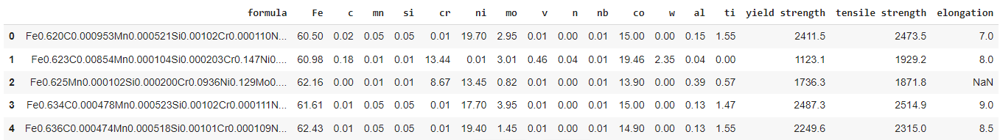 formula Fe c mn si cr ni mo v n nb co w al ti yield strength tensile strength elongation
0 Fe0.620C0.000953Mn0.000521Si0.00102Cr0.000110N... 60.50 0.02 0.05 0.05 0.01 19.70 2.95 0.01 0.00 0.01 15.00 0.00 0.15 1.55 2411.5 2473.5 7.0
1 Fe0.623C0.00854Mn0.000104Si0.000203Cr0.147Ni0.... 60.98 0.18 0.01 0.01 13.44 0.01 3.01 0.46 0.04 0.01 19.46 2.35 0.04 0.00 1123.1 1929.2 8.0
2 Fe0.625Mn0.000102Si0.000200Cr0.0936Ni0.129Mo0.... 62.16 0.00 0.01 0.01 8.67 13.45 0.82 0.01 0.00 0.01 13.90 0.00 0.39 0.57 1736.3 1871.8 NaN
3 Fe0.634C0.000478Mn0.000523Si0.00102Cr0.000111N... 61.61 0.01 0.05 0.05 0.01 17.70 3.95 0.01 0.00 0.01 15.00 0.00 0.13 1.47 2487.3 2514.9 9.0
4 Fe0.636C0.000474Mn0.000518Si0.00101Cr0.000109N... 62.43 0.01 0.05 0.05 0.01 19.40 1.45 0.01 0.00 0.01 14.90 0.00 0.13 1.55 2249.6 2315.0 8.5